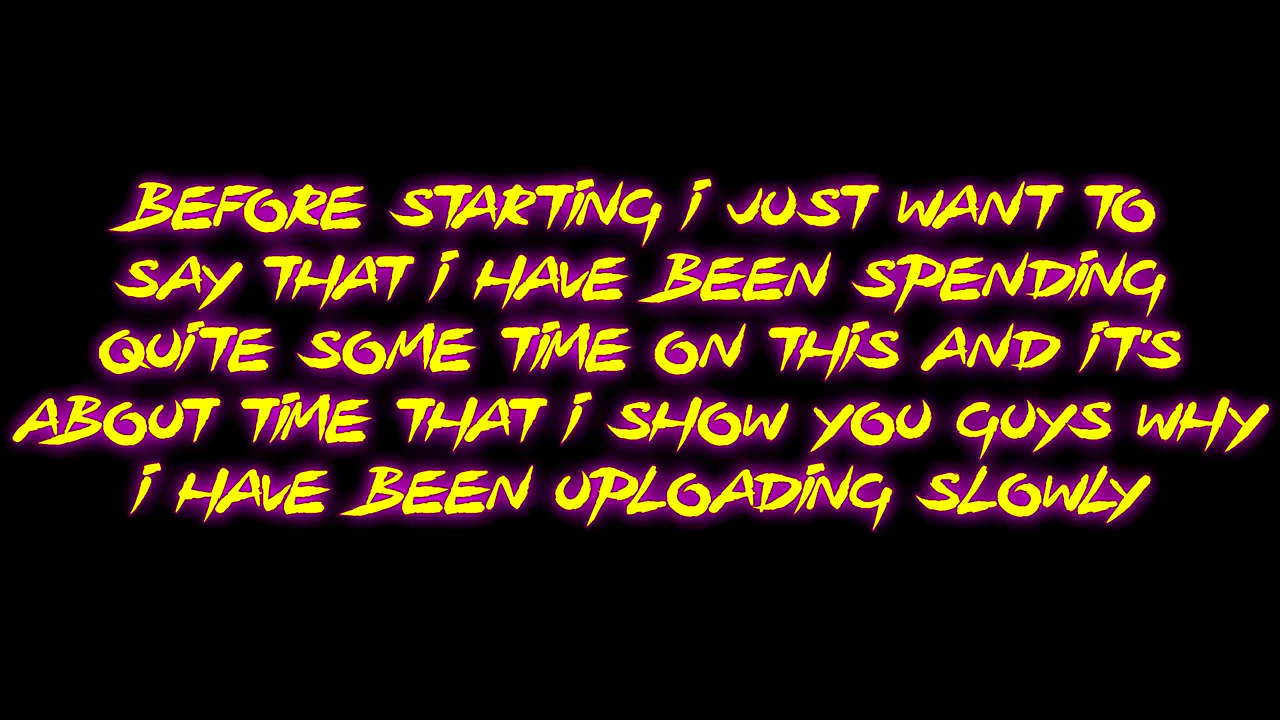 BEFORE STARTING i JUST WANT TO
SAY THAT i HAVE BEEN SPENDING
QUITE SOME TIME ON THIS AND IT'S
ABOUT TIME THAT i SHOW YOU GUYS WHY
i HAVE BEEN UPLOADING SLOWLY